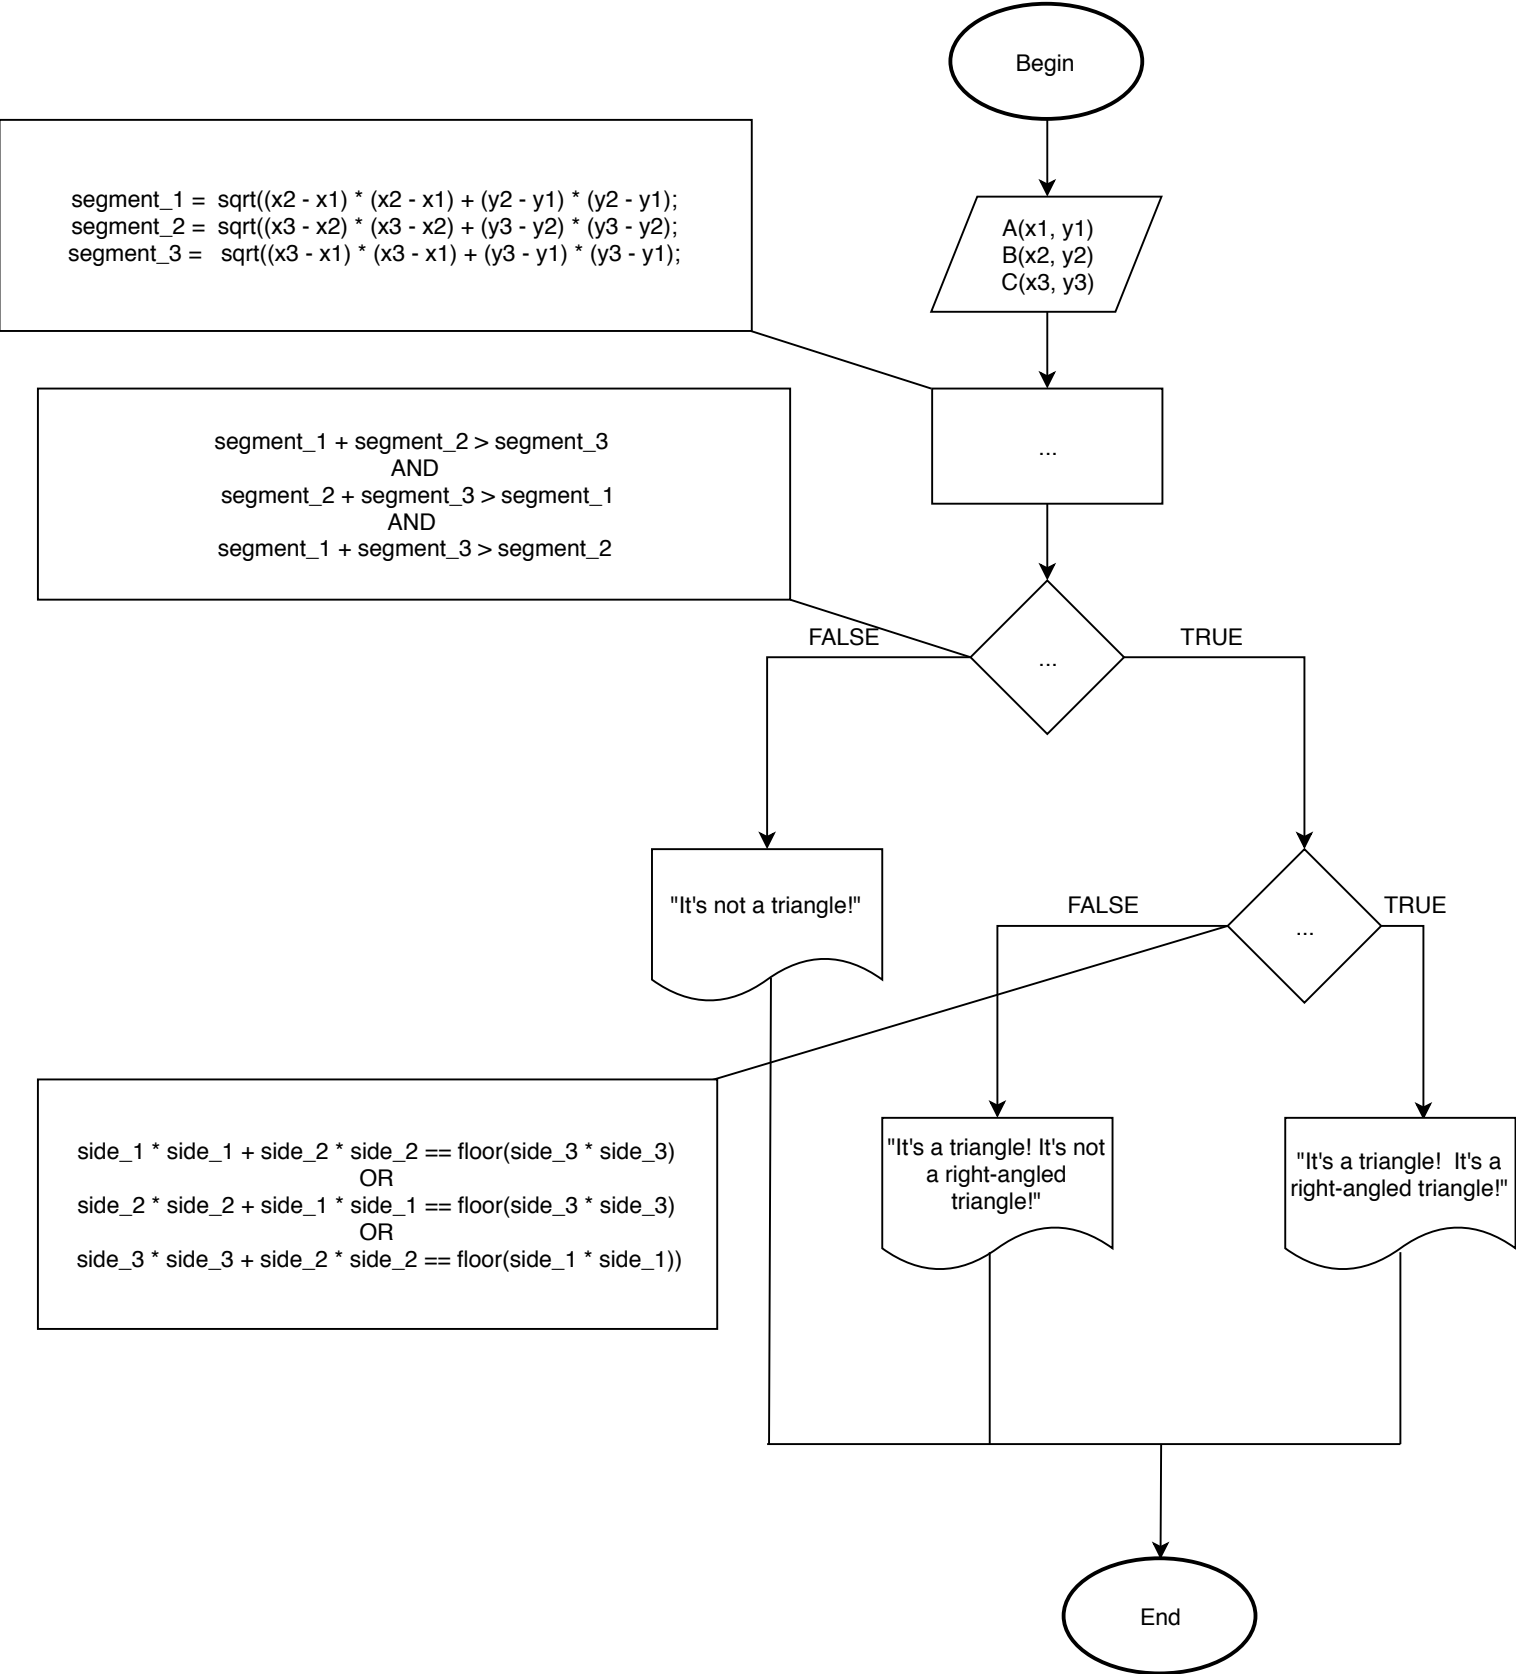 Begin
segment_1 =  sqrt((x2 - x1) * (x2 - x1) + (y2 - y1) * (y2 - y1);
segment_2 =  sqrt((x3 - x2) * (x3 - x2) + (y3 - y2) * (y3 - y2);
segment_3 =   sqrt((x3 - x1) * (x3 - x1) + (y3 - y1) * (y3 - y1);
A(x1, y1)
B(x2, y2)
C(x3, y3)
...
segment_1 + segment_2 > segment_3
AND
segment_2 + segment_3 > segment_1
AND
segment_1 + segment_3 > segment_2
FALSE
...
TRUE
"It's not a triangle!"
FALSE
...
TRUE
side_1 * side_1 + side_2 * side_2 == floor(side_3 * side_3)
OR
side_2 * side_2 + side_1 * side_1 == floor(side_3 * side_3)
OR
side_3 * side_3 + side_2 * side_2 == floor(side_1 * side_1))
"It's a triangle! It's not
a right-angled
triangle!"
"It's a triangle!  It's a
right-angled triangle!"
End